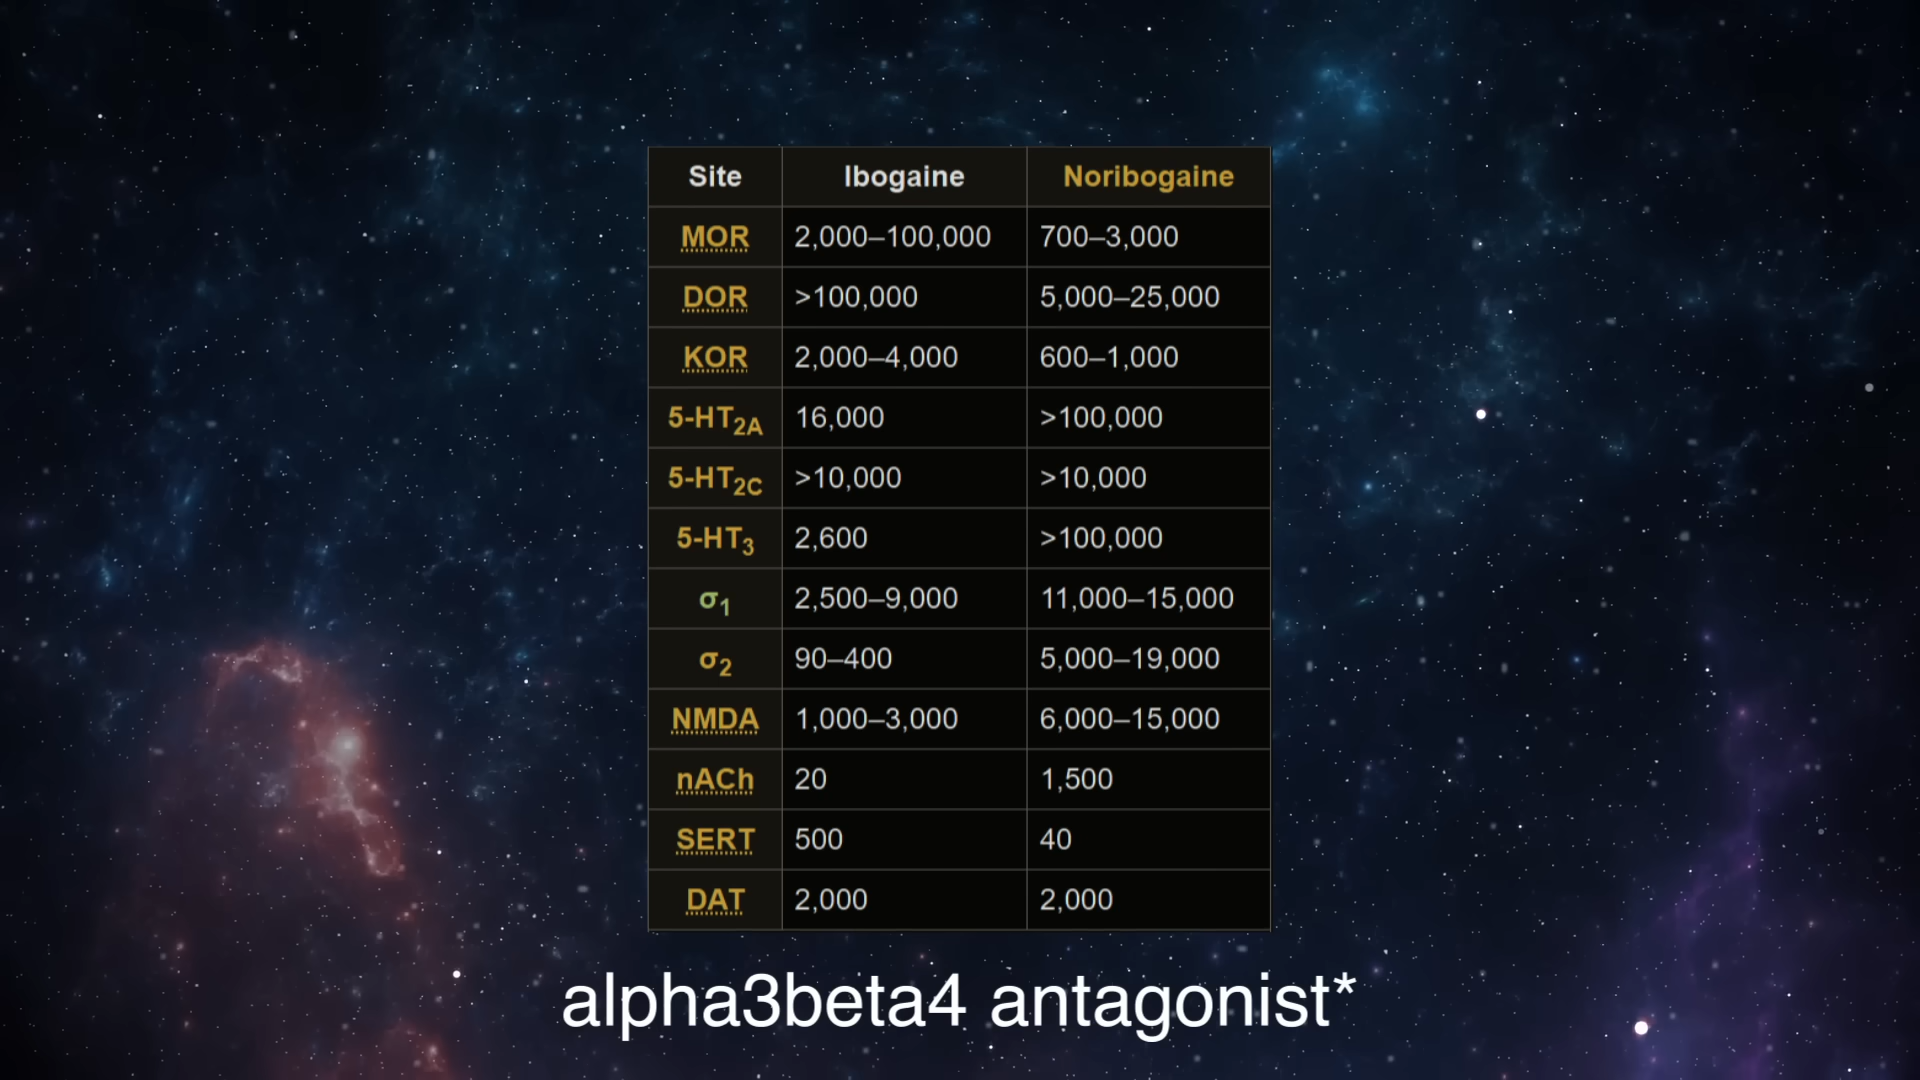 Site Ibogaine Noribogaine
MOR 2,000–100,000 700–3,000
DOR >100,000 5,000–25,000
KOR 2,000–4,000 600–1,000
5-HT2A 16,000 >100,000
5-HT2C >10,000 >10,000
5-HT3 2,600 >100,000
σ1 2,500–9,000 11,000–15,000
σ2 90–400 5,000–19,000
NMDA 1,000–3,000 6,000–15,000
nACh 20 1,500
SERT 500 40
DAT 2,000 2,000
alpha3beta4 antagonist*